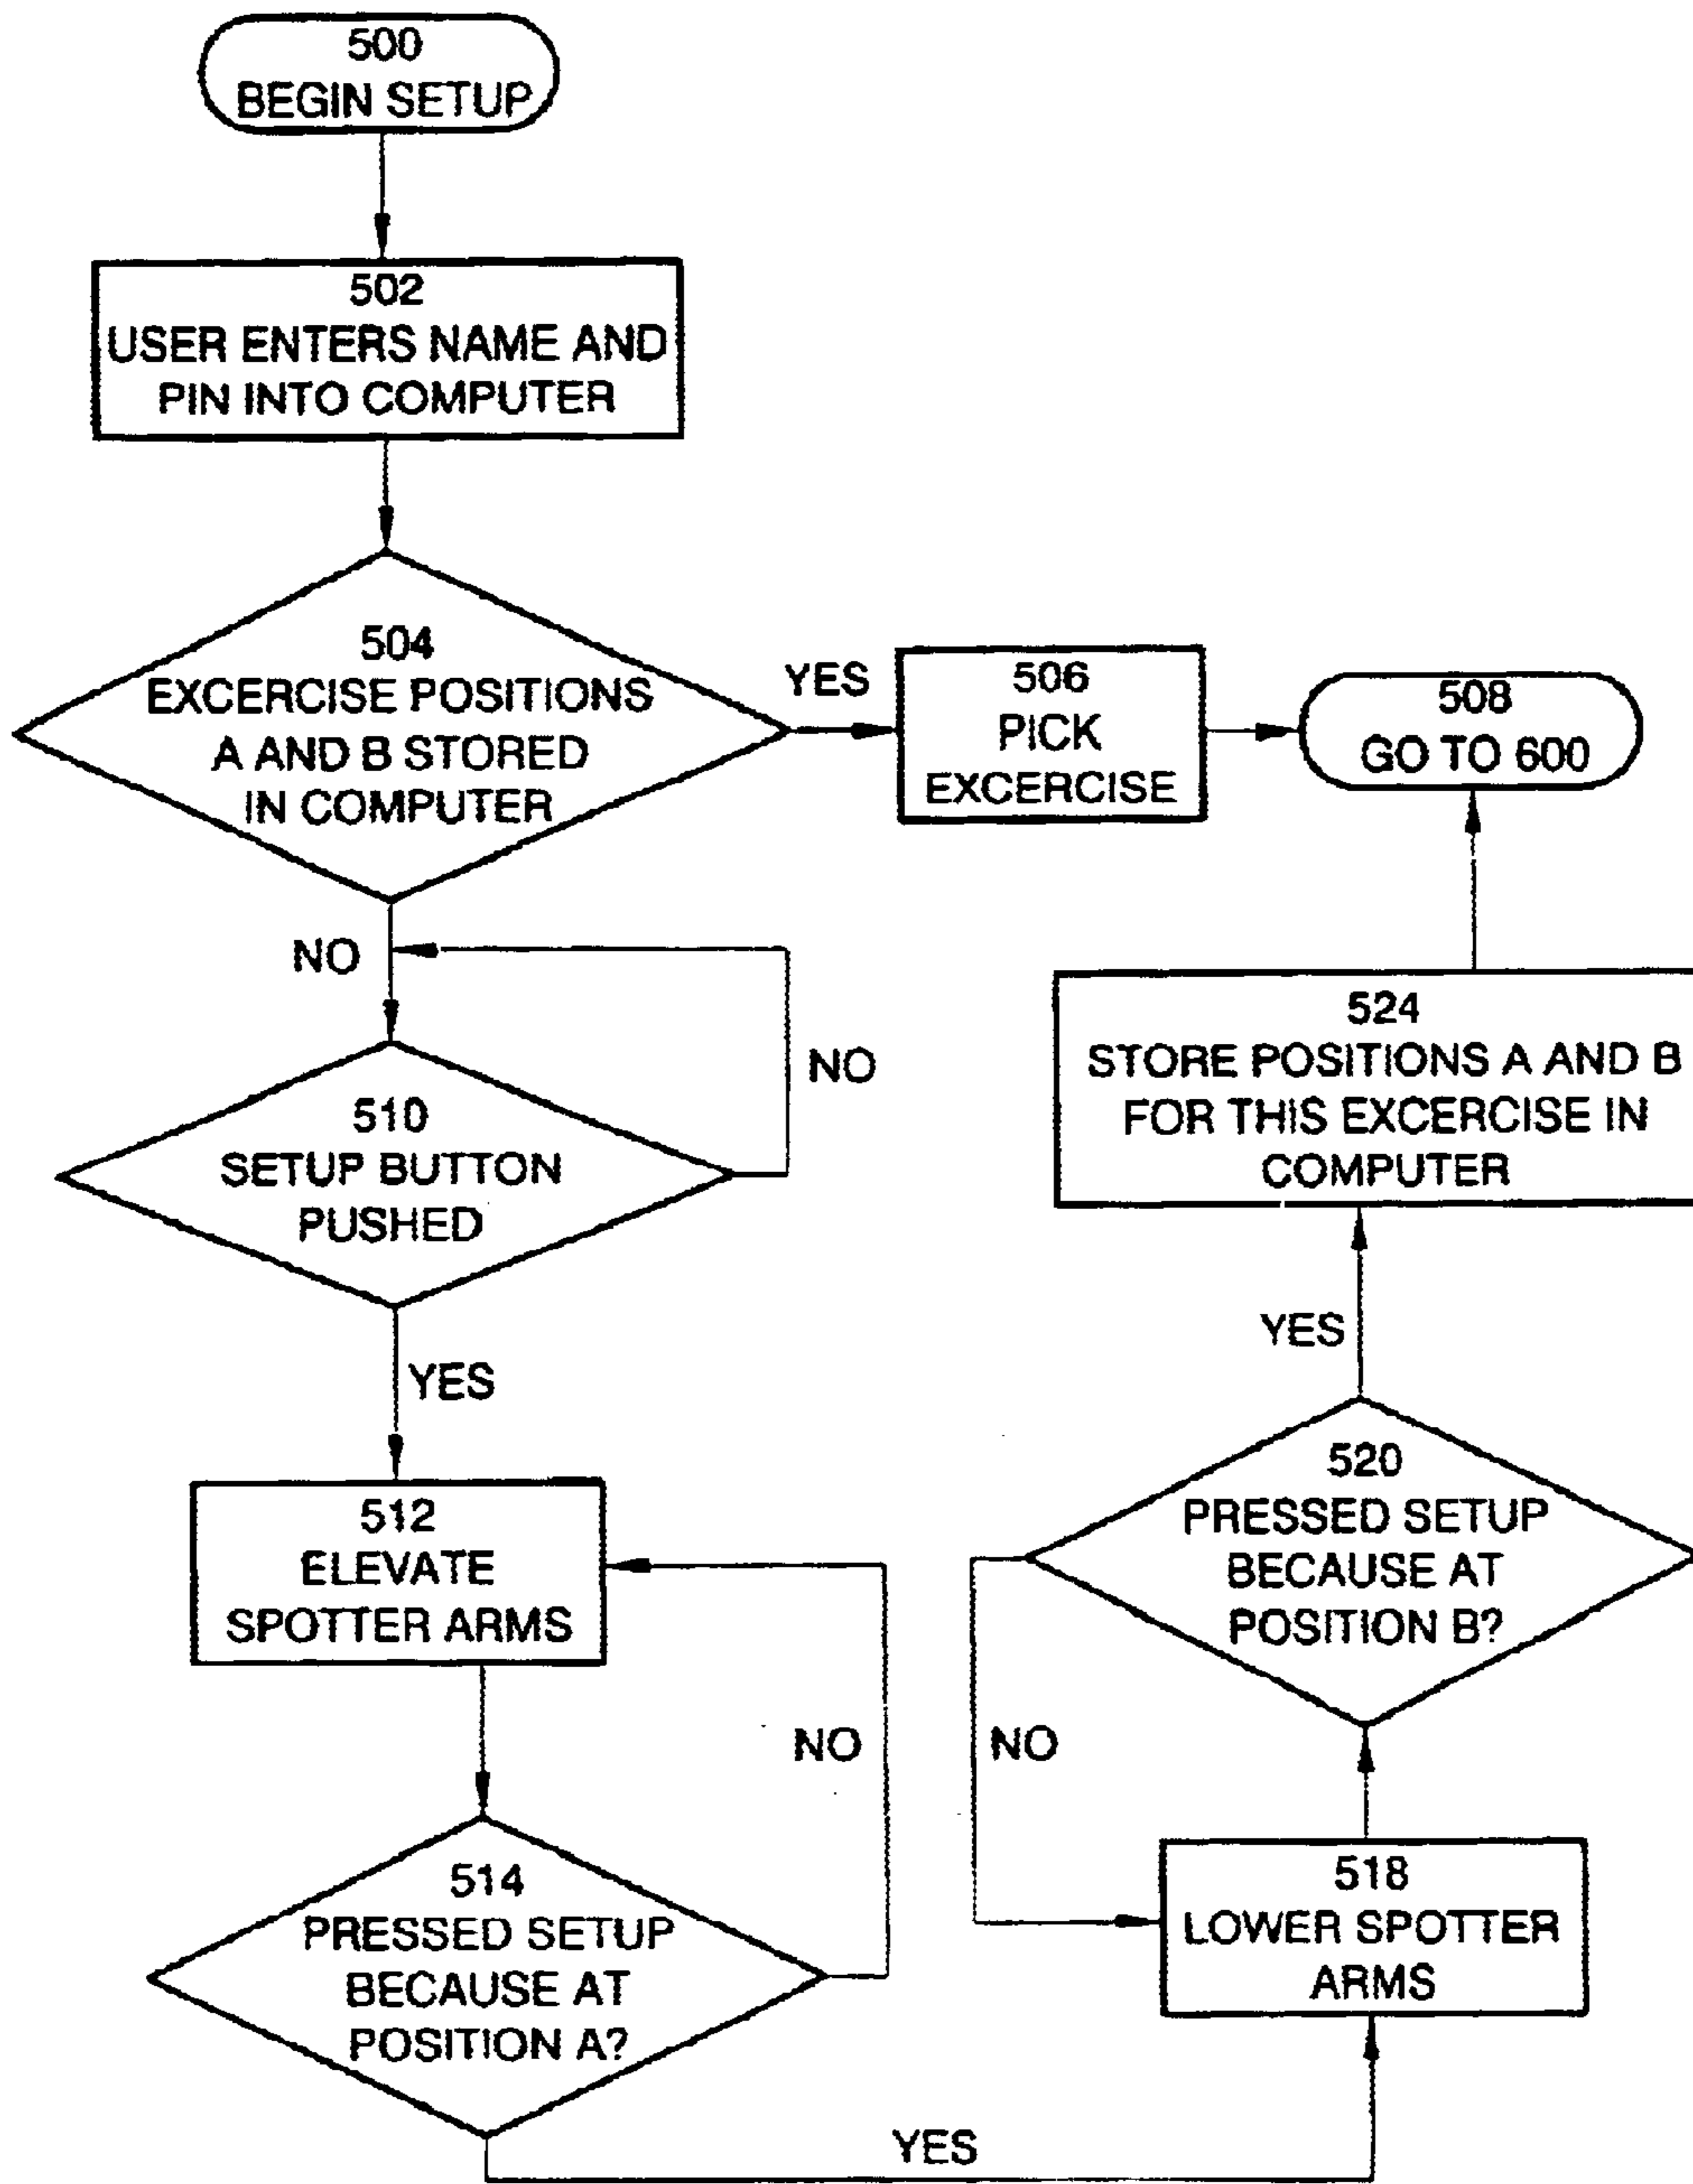 500
BEGIN SETUP
502
USER ENTERS NAME AND
PIN INTO COMPUTER
504
EXCERCISE POSITIONS
A AND B STORED
IN COMPUTER
YES
506
PICK
EXCERCISE
508
GO TO 600
NO
NO
510
SETUP BUTTON
PUSHED
YES
512
ELEVATE
SPOTTER ARMS
NO
514
PRESSED SETUP
BECAUSE AT
POSITION A?
YES
518
LOWER SPOTTER
ARMS
NO
520
PRESSED SETUP
BECAUSE AT
POSITION B?
YES
524
STORE POSITIONS A AND B
FOR THIS EXCERCISE IN
COMPUTER